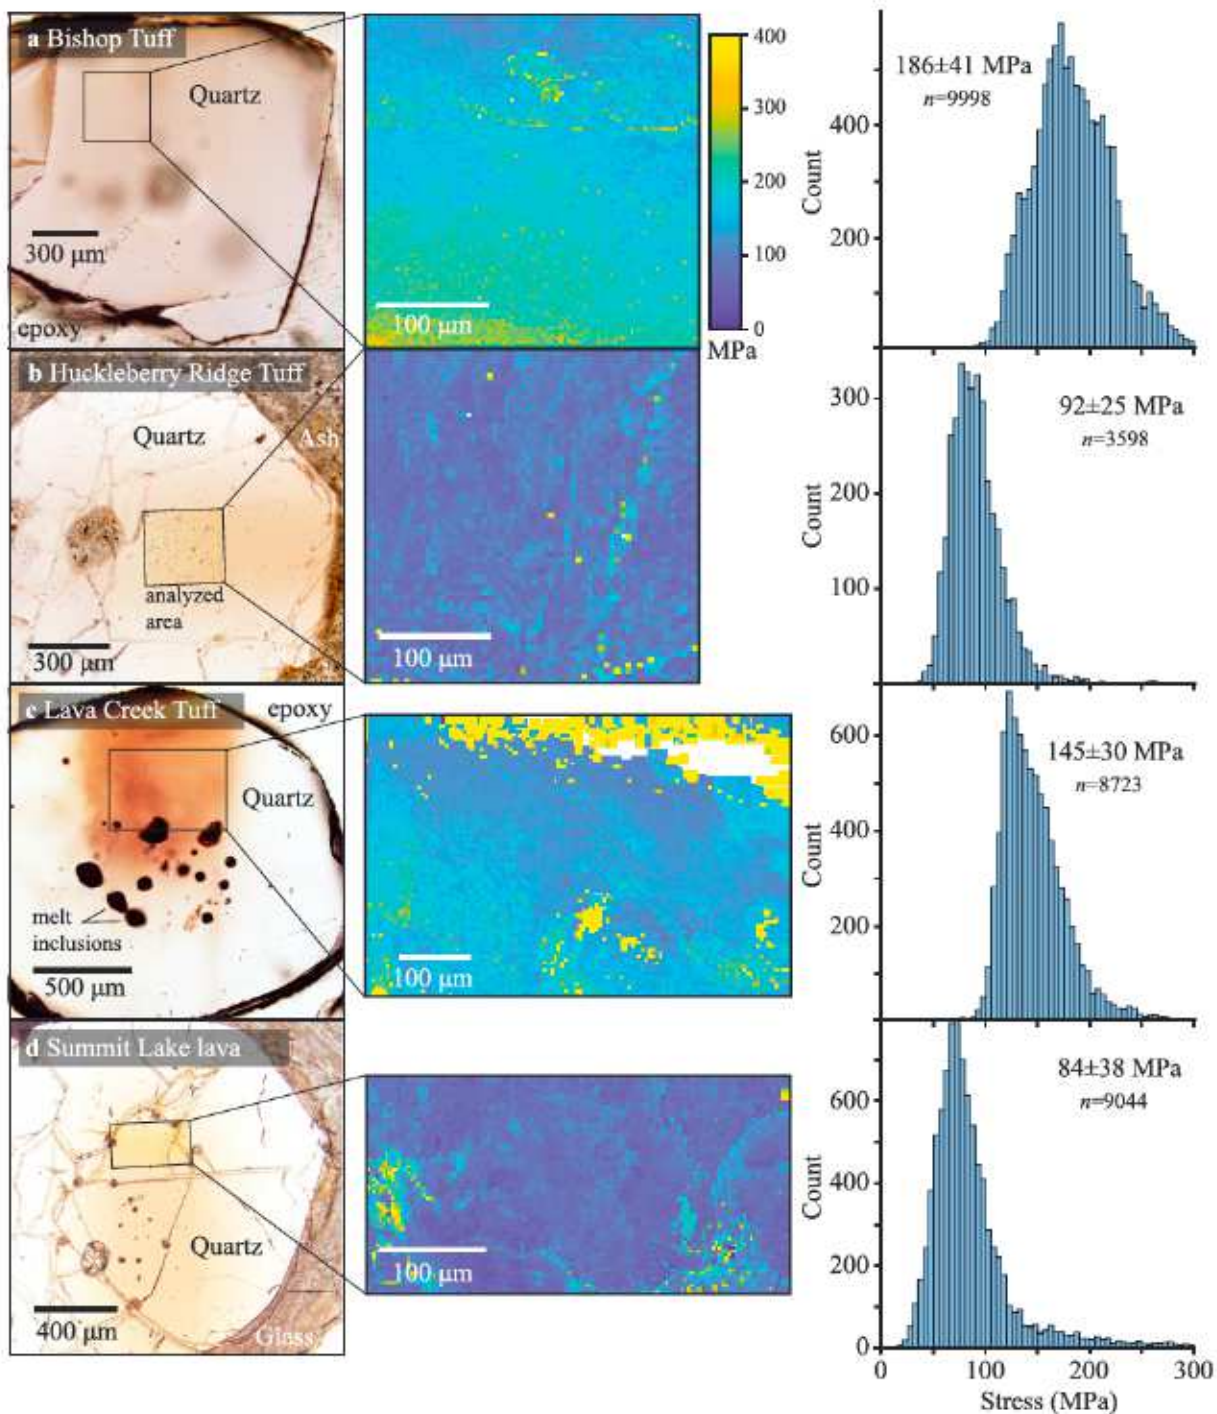 a Bishop Tuff
Quartz
300 μm
epoxy
100 μm
400
300
200
100
0
MPa
186±41 MPa
n=9998
Count
400
200
b Huckleberry Ridge Tuff
Quartz
Ash
analyzed
area
300 μm
100 μm
92±25 MPa
n=3598
Count
300
200
100
c Lava Creek Tuff
epoxy
Quartz
melt
inclusions
500 μm
100 μm
145±30 MPa
n=8723
Count
600
400
200
d Summit Lake lava
Quartz
400 μm
Glass
100 μm
84±38 MPa
n=9044
Count
600
400
200
0
0
100
200
300
Stress (MPa)